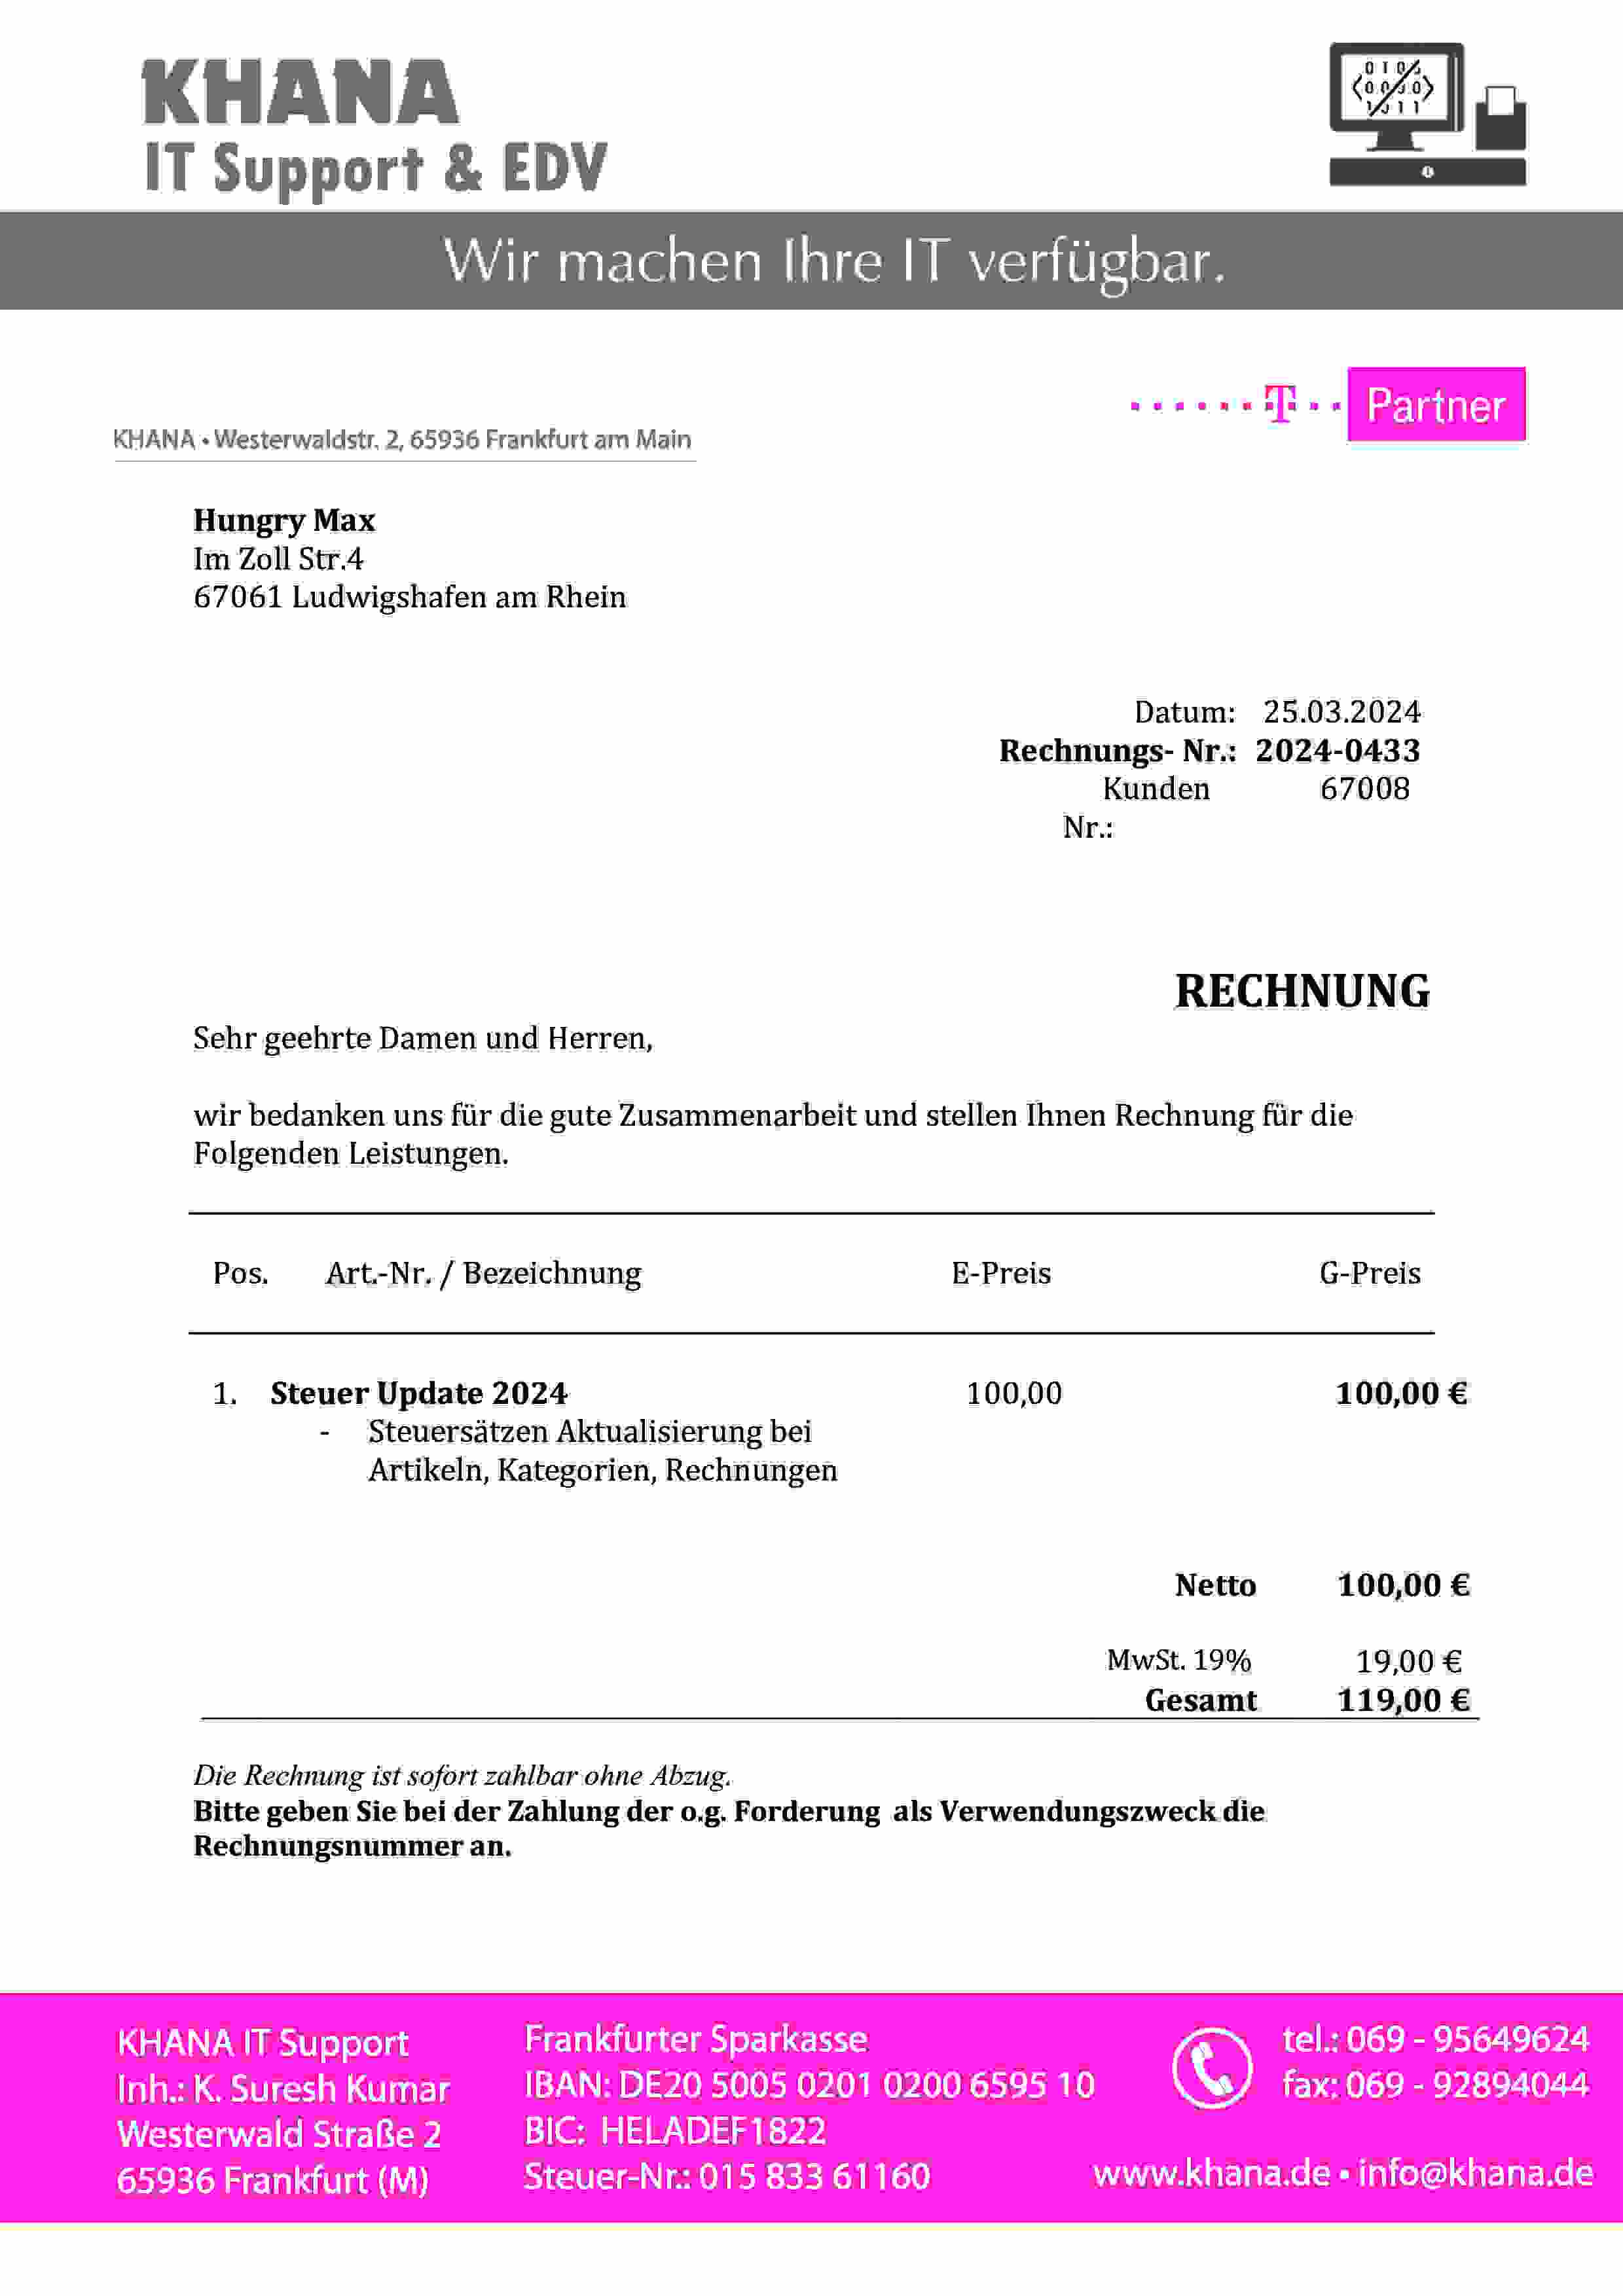 KHANA
IT Support & EDV
Wir machen Ihre IT verfügbar.
T Partner
KHANA • Westerwaldstr. 2, 65936 Frankfurt am Main
Hungry Max
Im Zoll Str.4
67061 Ludwigshafen am Rhein
Datum: 25.03.2024
Rechnungs- Nr.: 2024-0433
Kunden 67008
Nr.:
RECHNUNG
Sehr geehrte Damen und Herren,
wir bedanken uns für die gute Zusammenarbeit und stellen Ihnen Rechnung für die
Folgenden Leistungen.
Pos. Art.-Nr. / Bezeichnung E-Preis G-Preis
1. Steuer Update 2024 100,00 100,00 €
- Steuersätzen Aktualisierung bei
Artikeln, Kategorien, Rechnungen
Netto 100,00 €
MwSt. 19% 19,00 €
Gesamt 119,00 €
Die Rechnung ist sofort zahlbar ohne Abzug.
Bitte geben Sie bei der Zahlung der o.g. Forderung als Verwendungszweck die
Rechnungsnummer an.
KHANA IT Support
Inh.: K. Suresh Kumar
Westerwald Straße 2
65936 Frankfurt (M)
Frankfurter Sparkasse
IBAN: DE20 5005 0201 0200 6595 10
BIC: HELADEF1822
Steuer-Nr.: 015 833 61160
tel.: 069 - 95649624
fax: 069 - 92894044
www.khana.de • info@khana.de